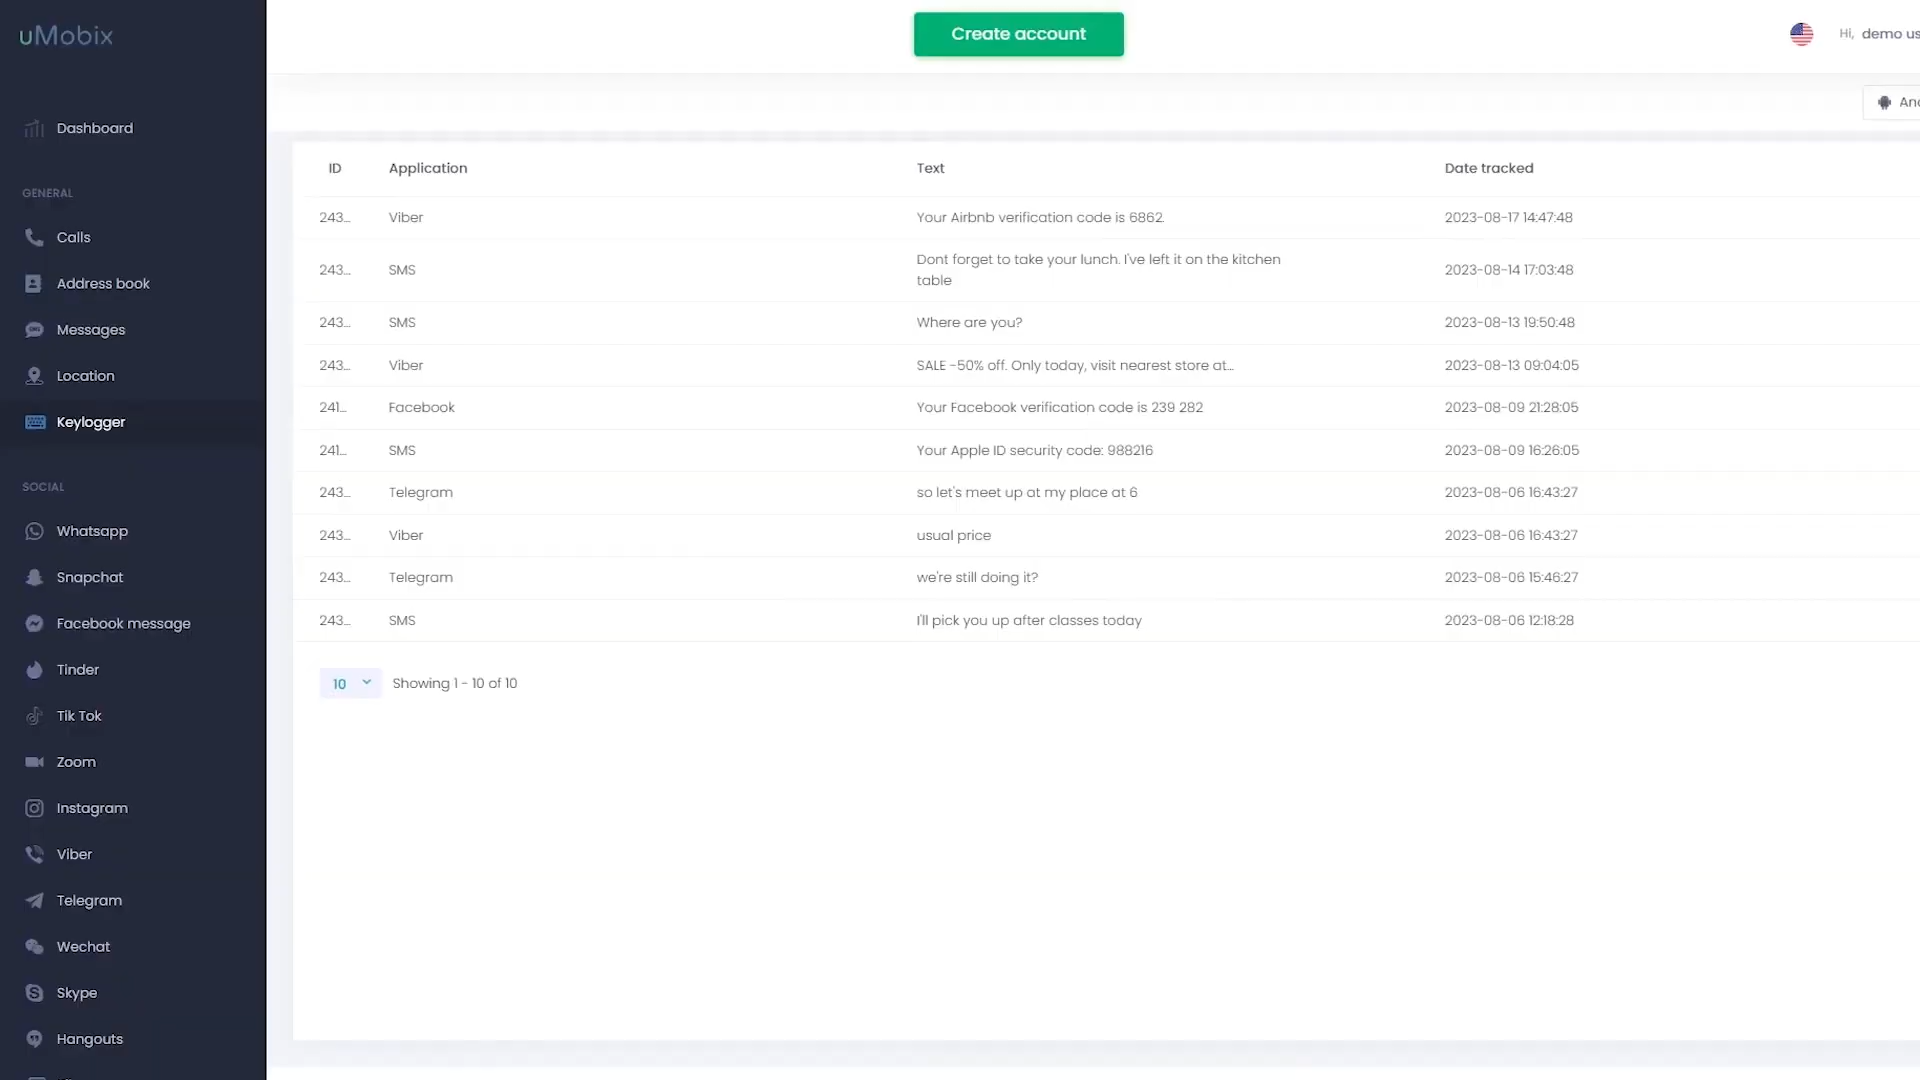 uMobix
Create account
Hi, demo us
And
Dashboard
GENERAL
Calls
Address book
Messages
Location
Keylogger
SOCIAL
Whatsapp
Snapchat
Facebook message
Tinder
Tik Tok
Zoom
Instagram
Viber
Telegram
Wechat
Skype
Hangouts
ID Application Text Date tracked
243... Viber Your Airbnb verification code is 6862. 2023-08-17 14:47:48
243... SMS Dont forget to take your lunch. I've left it on the kitchen 2023-08-14 17:03:48
table
243... SMS Where are you? 2023-08-13 19:50:48
243... Viber SALE -50% off. Only today, visit nearest store at... 2023-08-13 09:04:05
241... Facebook Your Facebook verification code is 239 282 2023-08-09 21:28:05
241... SMS Your Apple ID security code: 988216 2023-08-09 16:26:05
243... Telegram so let's meet up at my place at 6 2023-08-06 16:43:27
243... Viber usual price 2023-08-06 16:43:27
243... Telegram we're still doing it? 2023-08-06 15:46:27
243... SMS I'll pick you up after classes today 2023-08-06 12:18:28
10 Showing 1 - 10 of 10